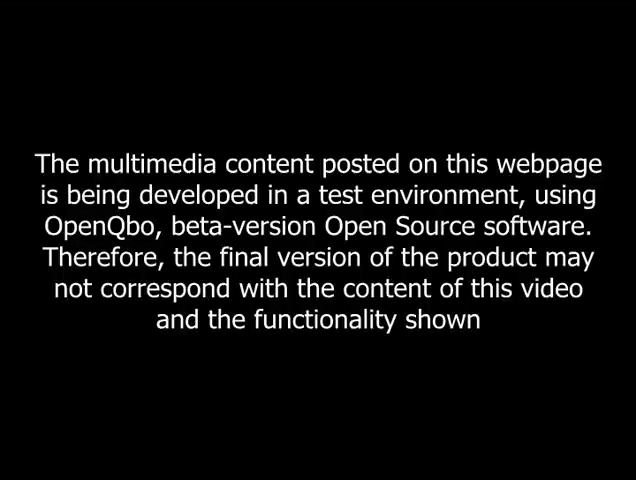 The multimedia content posted on this webpage
is being developed in a test environment, using
OpenQbo, beta-version Open Source software.
Therefore, the final version of the product may
not correspond with the content of this video
and the functionality shown